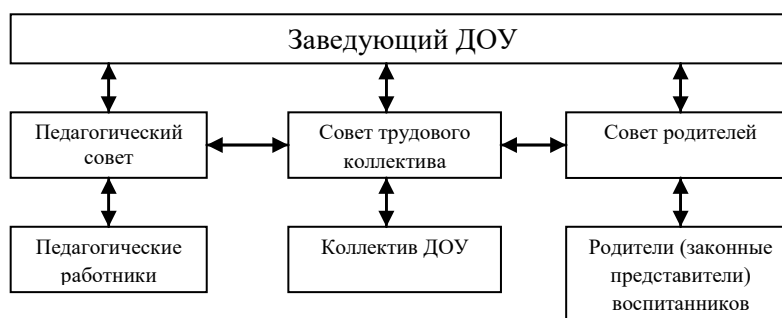 Заведующий ДОУ
Педагогический
совет
Совет трудового
коллектива
Совет родителей
Педагогические
работники
Коллектив ДОУ
Родители (законные
представители)
воспитанников